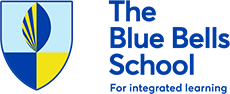 The
Blue Bells
School
For integrated learning